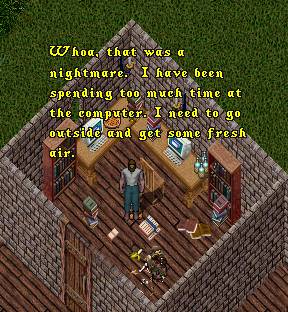 Whoa, that was a
nightmare. I have been
spending too much time at
the computer. I need to go
outside and get some fresh
air.